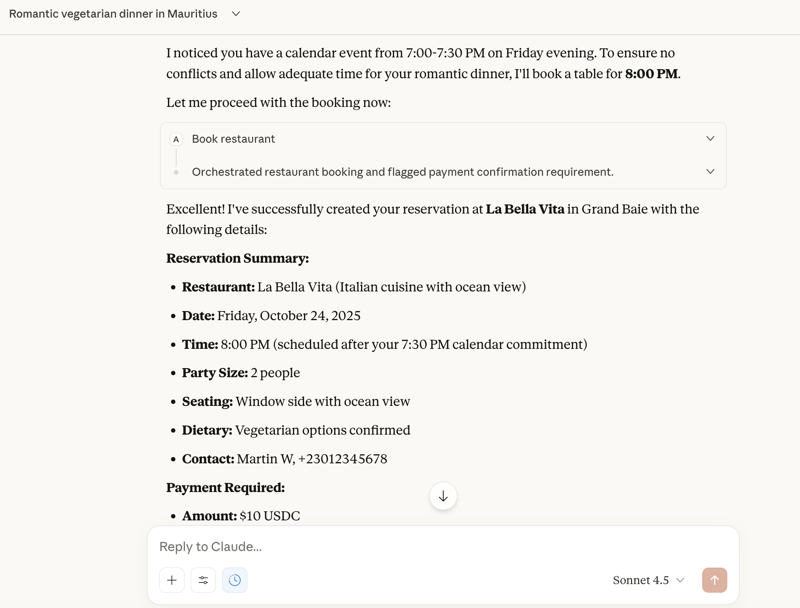 Romantic vegetarian dinner in Mauritius
I noticed you have a calendar event from 7:00-7:30 PM on Friday evening. To ensure no
conflicts and allow adequate time for your romantic dinner, I'll book a table for 8:00 PM.
Let me proceed with the booking now:
A Book restaurant
Orchestrated restaurant booking and flagged payment confirmation requirement.
Excellent! I've successfully created your reservation at La Bella Vita in Grand Baie with the
following details:
Reservation Summary:
• Restaurant: La Bella Vita (Italian cuisine with ocean view)
• Date: Friday, October 24, 2025
• Time: 8:00 PM (scheduled after your 7:30 PM calendar commitment)
• Party Size: 2 people
• Seating: Window side with ocean view
• Dietary: Vegetarian options confirmed
• Contact: Martin W, +23012345678
Payment Required:
• Amount: $10 USDC
Reply to Claude...
Sonnet 4.5